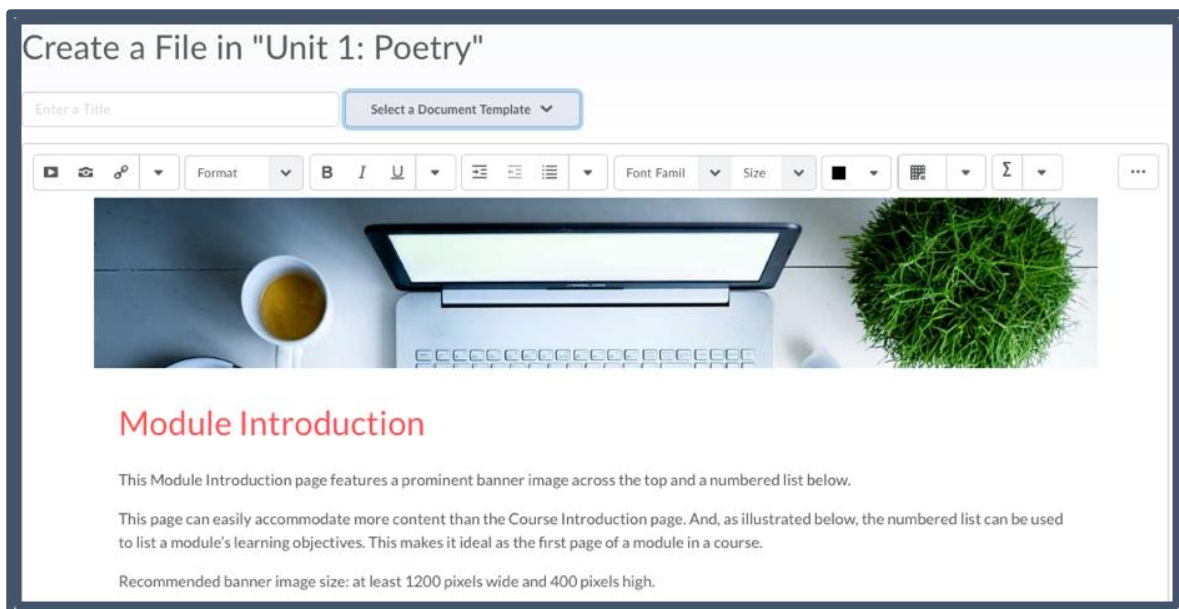 Create a File in "Unit 1: Poetry"
Enter a Title
Select a Document Template
Format
B I U
Font Famil
Size
Σ
ASUS
Module Introduction
This Module Introduction page features a prominent banner image across the top and a numbered list below.
This page can easily accommodate more content than the Course Introduction page. And, as illustrated below, the numbered list can be used
to list a module's learning objectives. This makes it ideal as the first page of a module in a course.
Recommended banner image size: at least 1200 pixels wide and 400 pixels high.